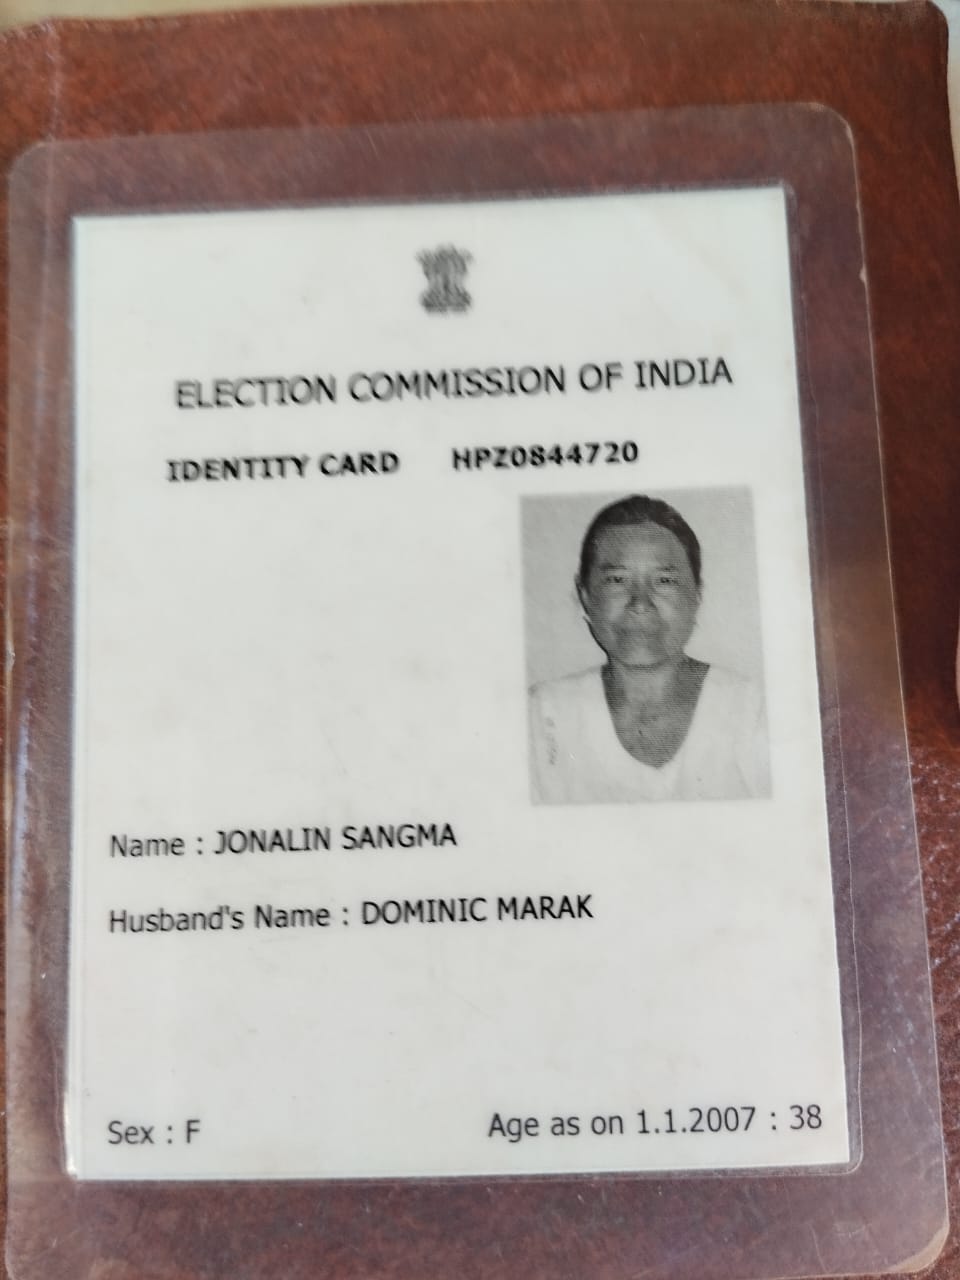 ELECTION COMMISSION OF INDIA
IDENTITY CARD HPZ0844720
Name : JONALIN SANGMA
Husband's Name : DOMINIC MARAK
Sex : F
Age as on 1.1.2007 : 38